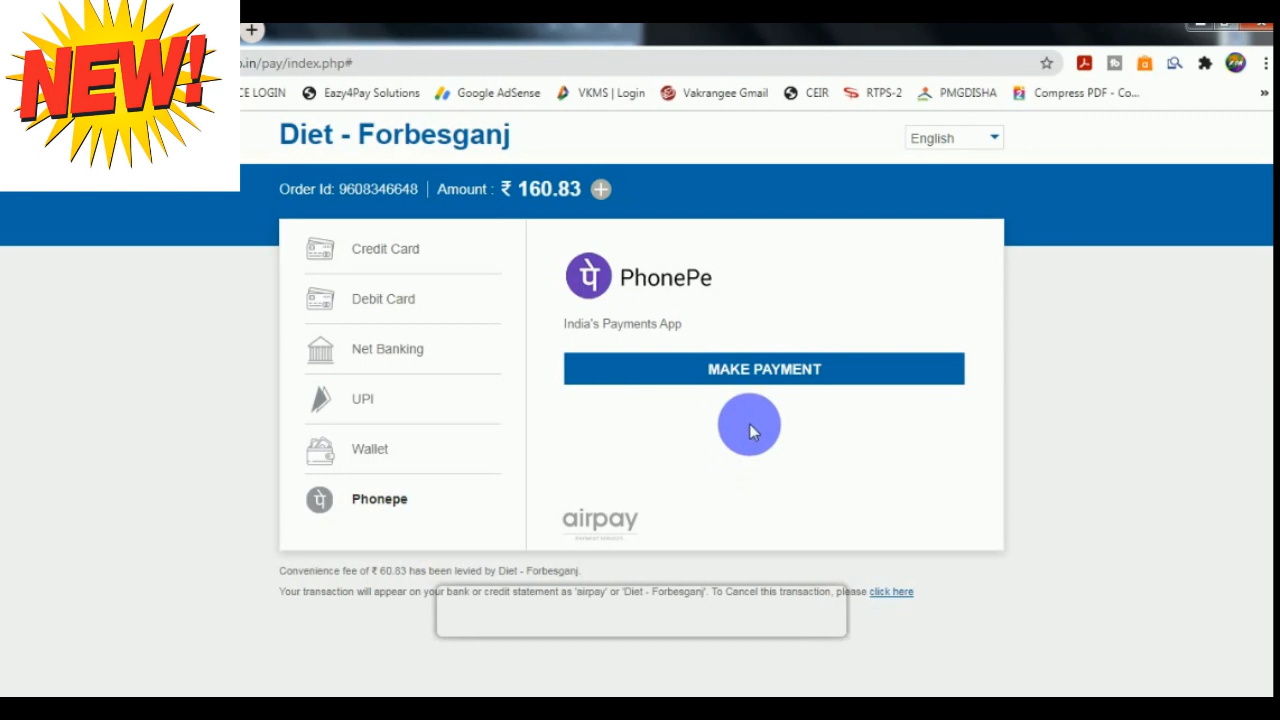 NEW!
o.in/pay/index.php#
CE LOGIN Eazy4Pay Solutions Google AdSense VKMS | Login Vakrangee Gmail CEIR RTPS-2 PMGDISHA Compress PDF - Co... »
Diet - Forbesganj
English
Order Id: 9608346648 Amount : ₹ 160.83
Credit Card
Debit Card
Net Banking
UPI
Wallet
पे Phonepe
पे PhonePe
India's Payments App
MAKE PAYMENT
airpay
PAYMENT SERVICES
Convenience fee of ₹ 60.83 has been levied by Diet - Forbesganj.
Your transaction will appear on your bank or credit statement as 'airpay' or 'Diet - Forbesganj'. To Cancel this transaction, please click here